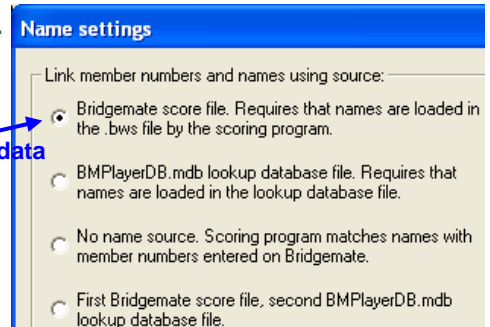 Name settings
Link member numbers and names using source:
Bridgemate score file. Requires that names are loaded in
the .bws file by the scoring program.
data
BMPlayerDB.mdb lookup database file. Requires that
names are loaded in the lookup database file.
No name source. Scoring program matches names with
member numbers entered on Bridgemate.
First Bridgemate score file, second BMPlayerDB.mdb
lookup database file.